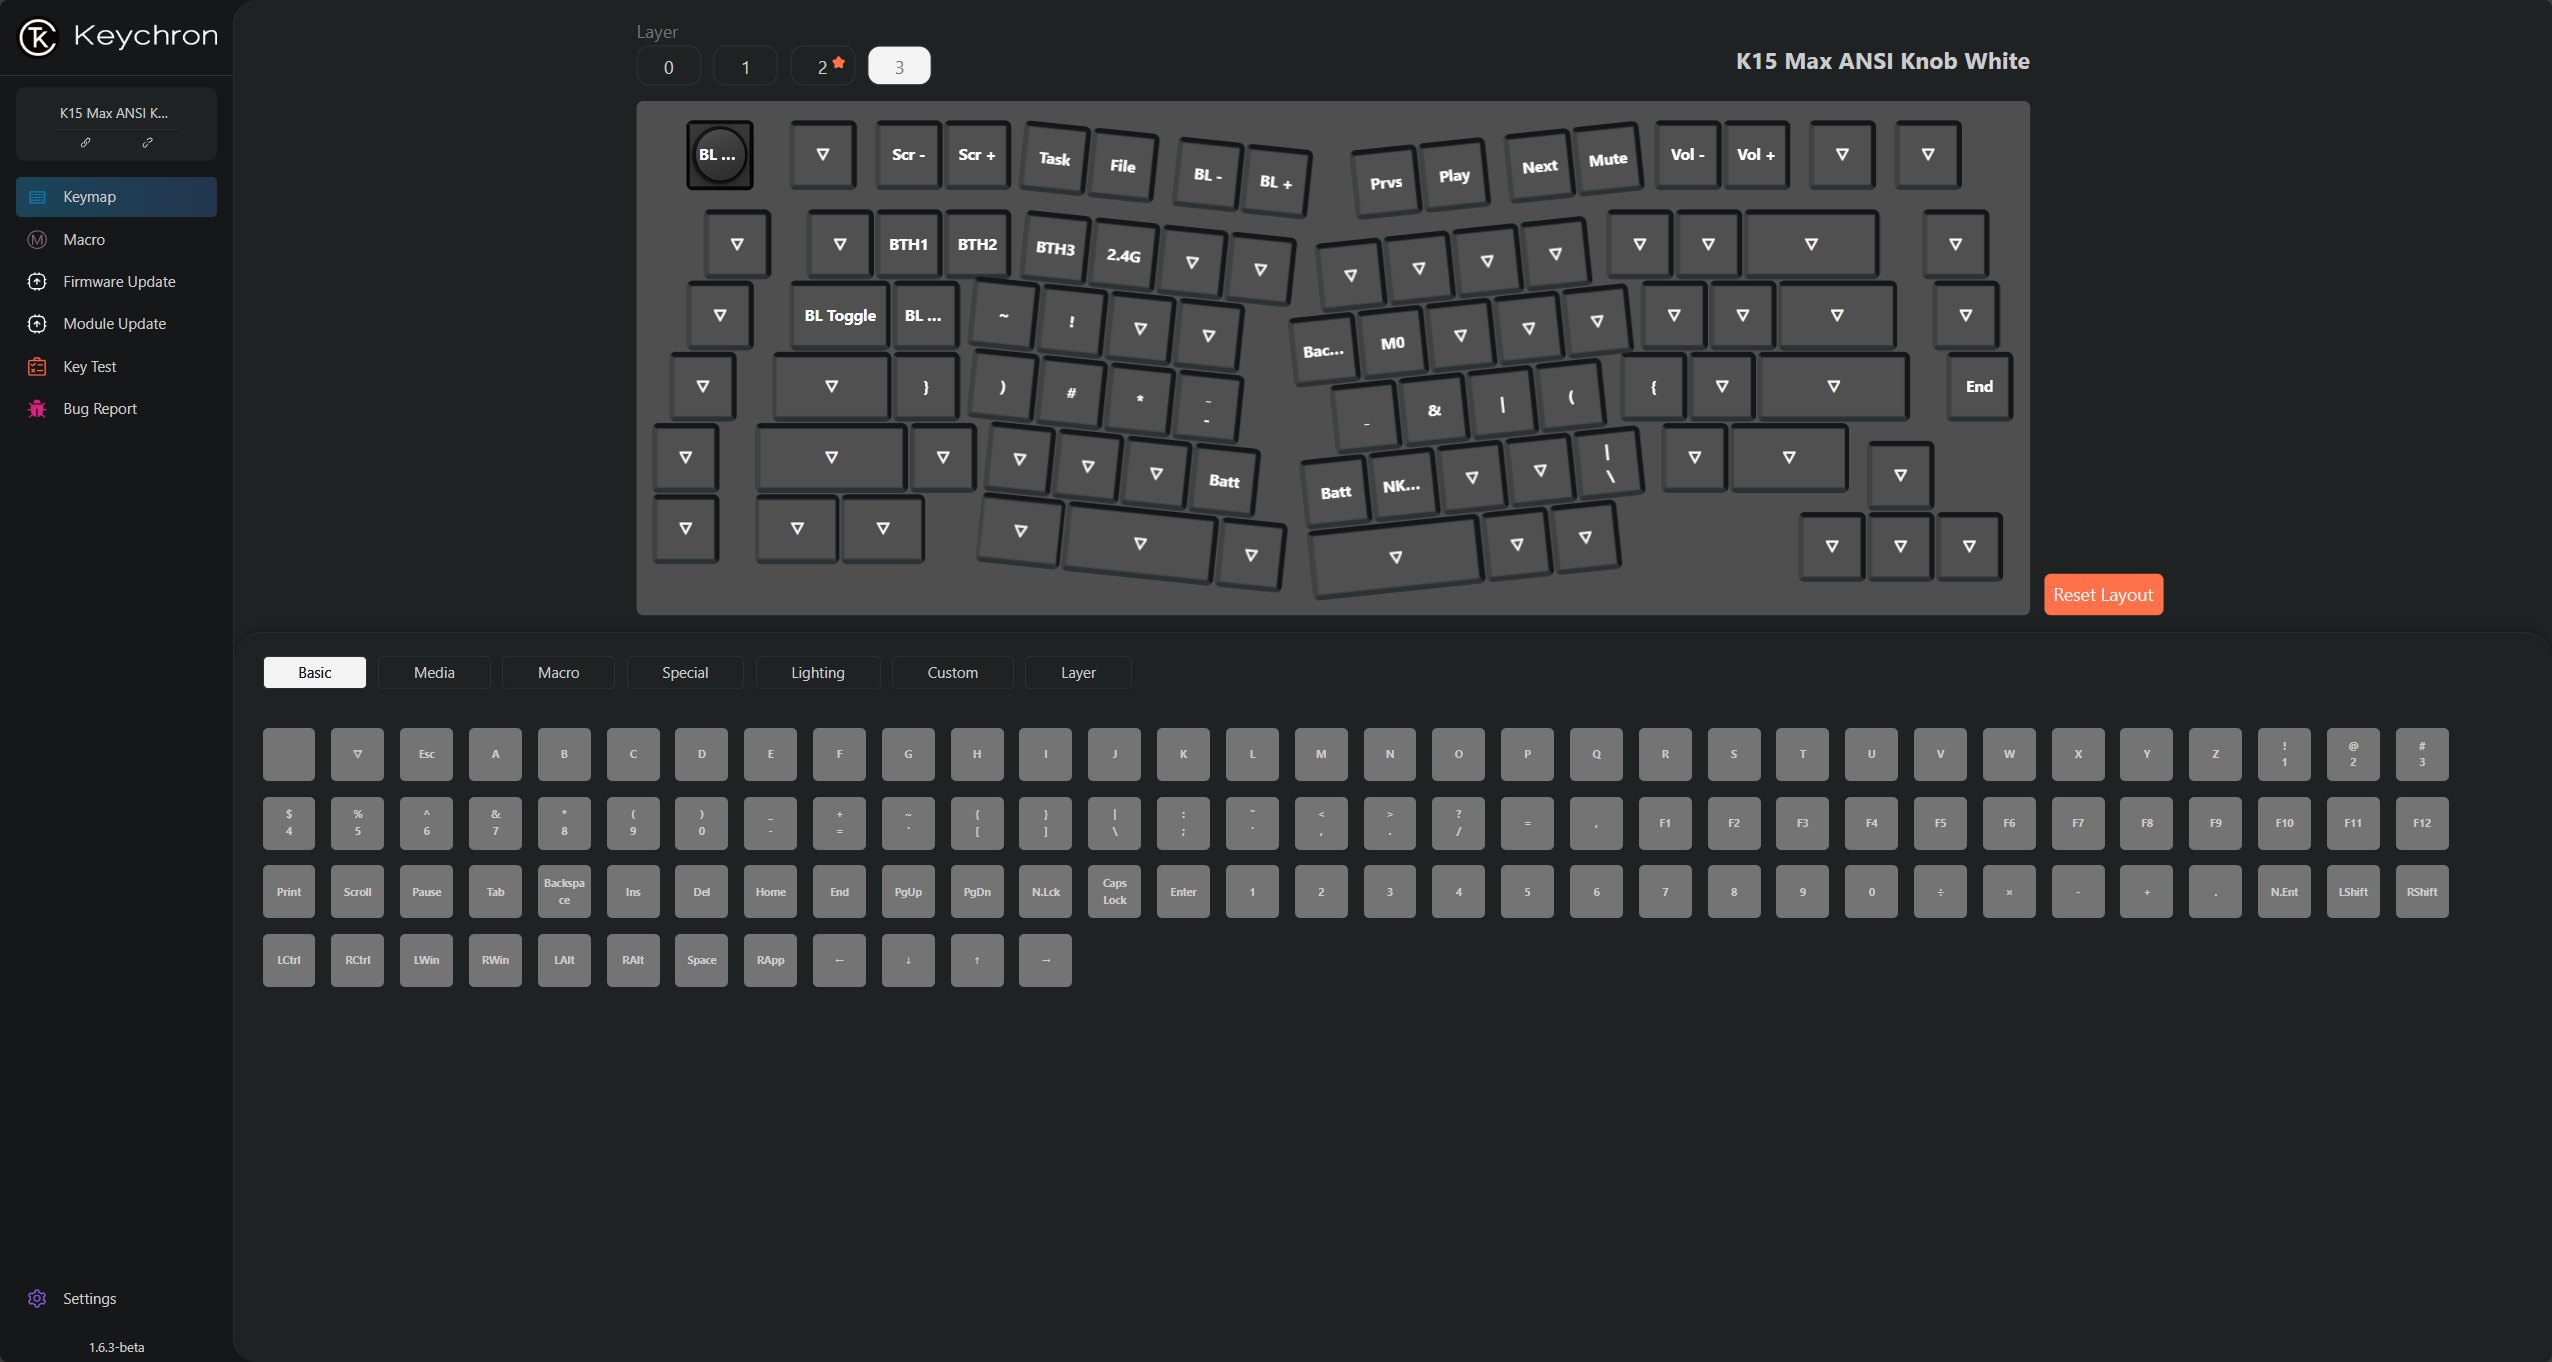 Keychron
K15 Max ANSI K...
Keymap
Macro
Firmware Update
Module Update
Key Test
Bug Report
Settings
1.6.3-beta
Layer
0 1 2 3
K15 Max ANSI Knob White
BL ... ▽ Scr - Scr + Task File BL - BL + Prvs Play Next Mute Vol - Vol + ▽ ▽
▽ ▽ BTH1 BTH2 BTH3 2.4G ▽ ▽ ▽ ▽ ▽ ▽ ▽ ▽ ▽ ▽
▽ BL Toggle BL ... ~ ! ▽ ▽ Bac... M0 ▽ ▽ ▽ ▽ ▽ ▽ ▽
▽ ▽ } ) # * _ - _ & | ( { ▽ ▽ End
▽ ▽ ▽ ▽ ▽ ▽ Batt Batt NK... ▽ ▽ | \ ▽ ▽ ▽
▽ ▽ ▽ ▽ ▽ ▽ ▽ ▽ ▽ ▽ ▽ ▽
Reset Layout
Basic Media Macro Special Lighting Custom Layer
▽ Esc A B C D E F G H I J K L M N O P Q R S T U V W X Y Z ! 1 @ 2 # 3
$ 4 % 5 ^ 6 & 7 * 8 ( 9 ) 0 _ - + = ~ ` { [ } ] | \ : ; " ' < , > . ? / = , F1 F2 F3 F4 F5 F6 F7 F8 F9 F10 F11 F12
Print Scroll Pause Tab Backspace Ins Del Home End PgUp PgDn N.Lck Caps Lock Enter 1 2 3 4 5 6 7 8 9 0 ÷ × - + . N.Ent LShift RShift
LCtrl RCtrl LWin RWin LAlt RAlt Space RApp ← ↓ ↑ →